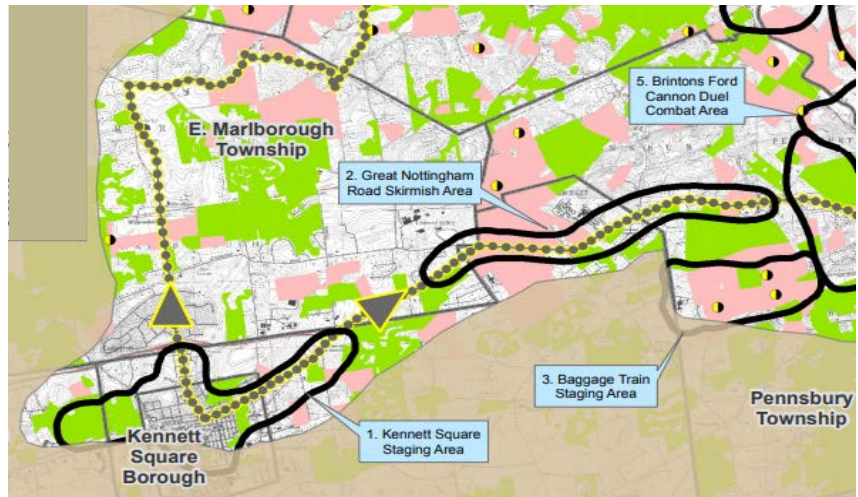 5. Brintons Ford
Cannon Duel
Combat Area
E. Marlborough
Township
2. Great Nottingham
Road Skirmish Area
3. Baggage Train
Staging Area
Pennsbury
Township
1. Kennett Square
Staging Area
Kennett
Square
Borough